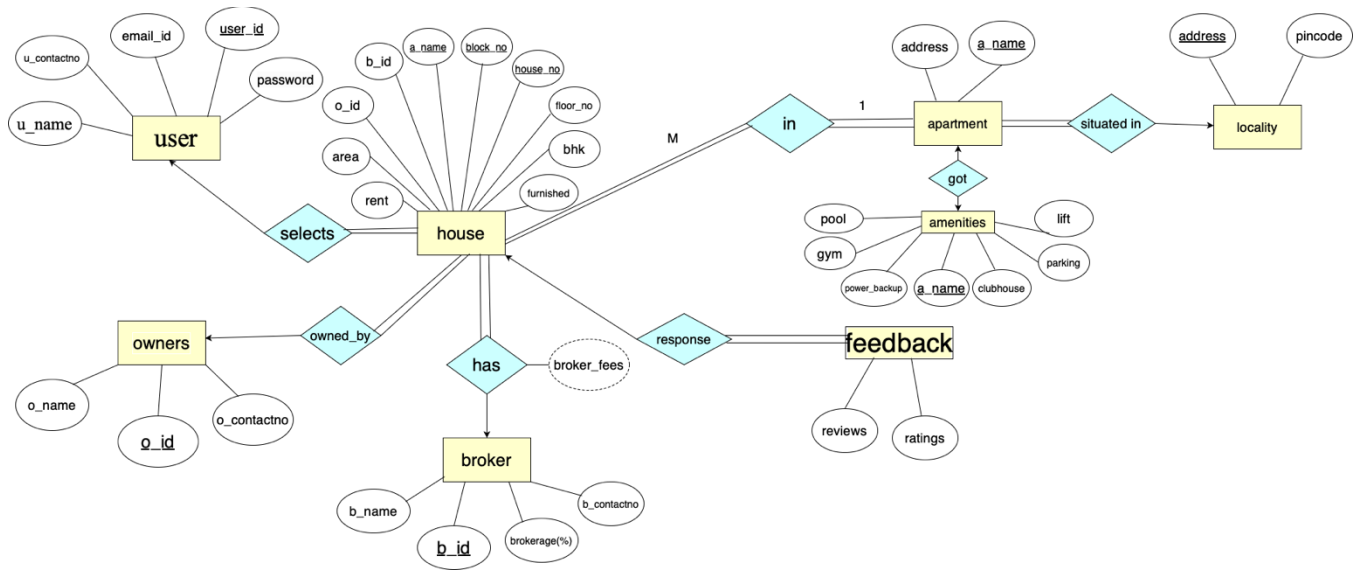 user_id
email_id
u_contactno
password
u_name
user
a_name
block_no
b_id
house_no
o_id
floor_no
area
bhk
rent
furnished
house
selects
M
in
1
address
a_name
apartment
situated in
address
pincode
locality
got
amenities
pool
lift
gym
parking
power_backup
a_name
clubhouse
owners
owned_by
o_name
o_id
o_contactno
has
broker_fees
response
feedback
reviews
ratings
broker
b_name
b_id
brokerage(%)
b_contactno